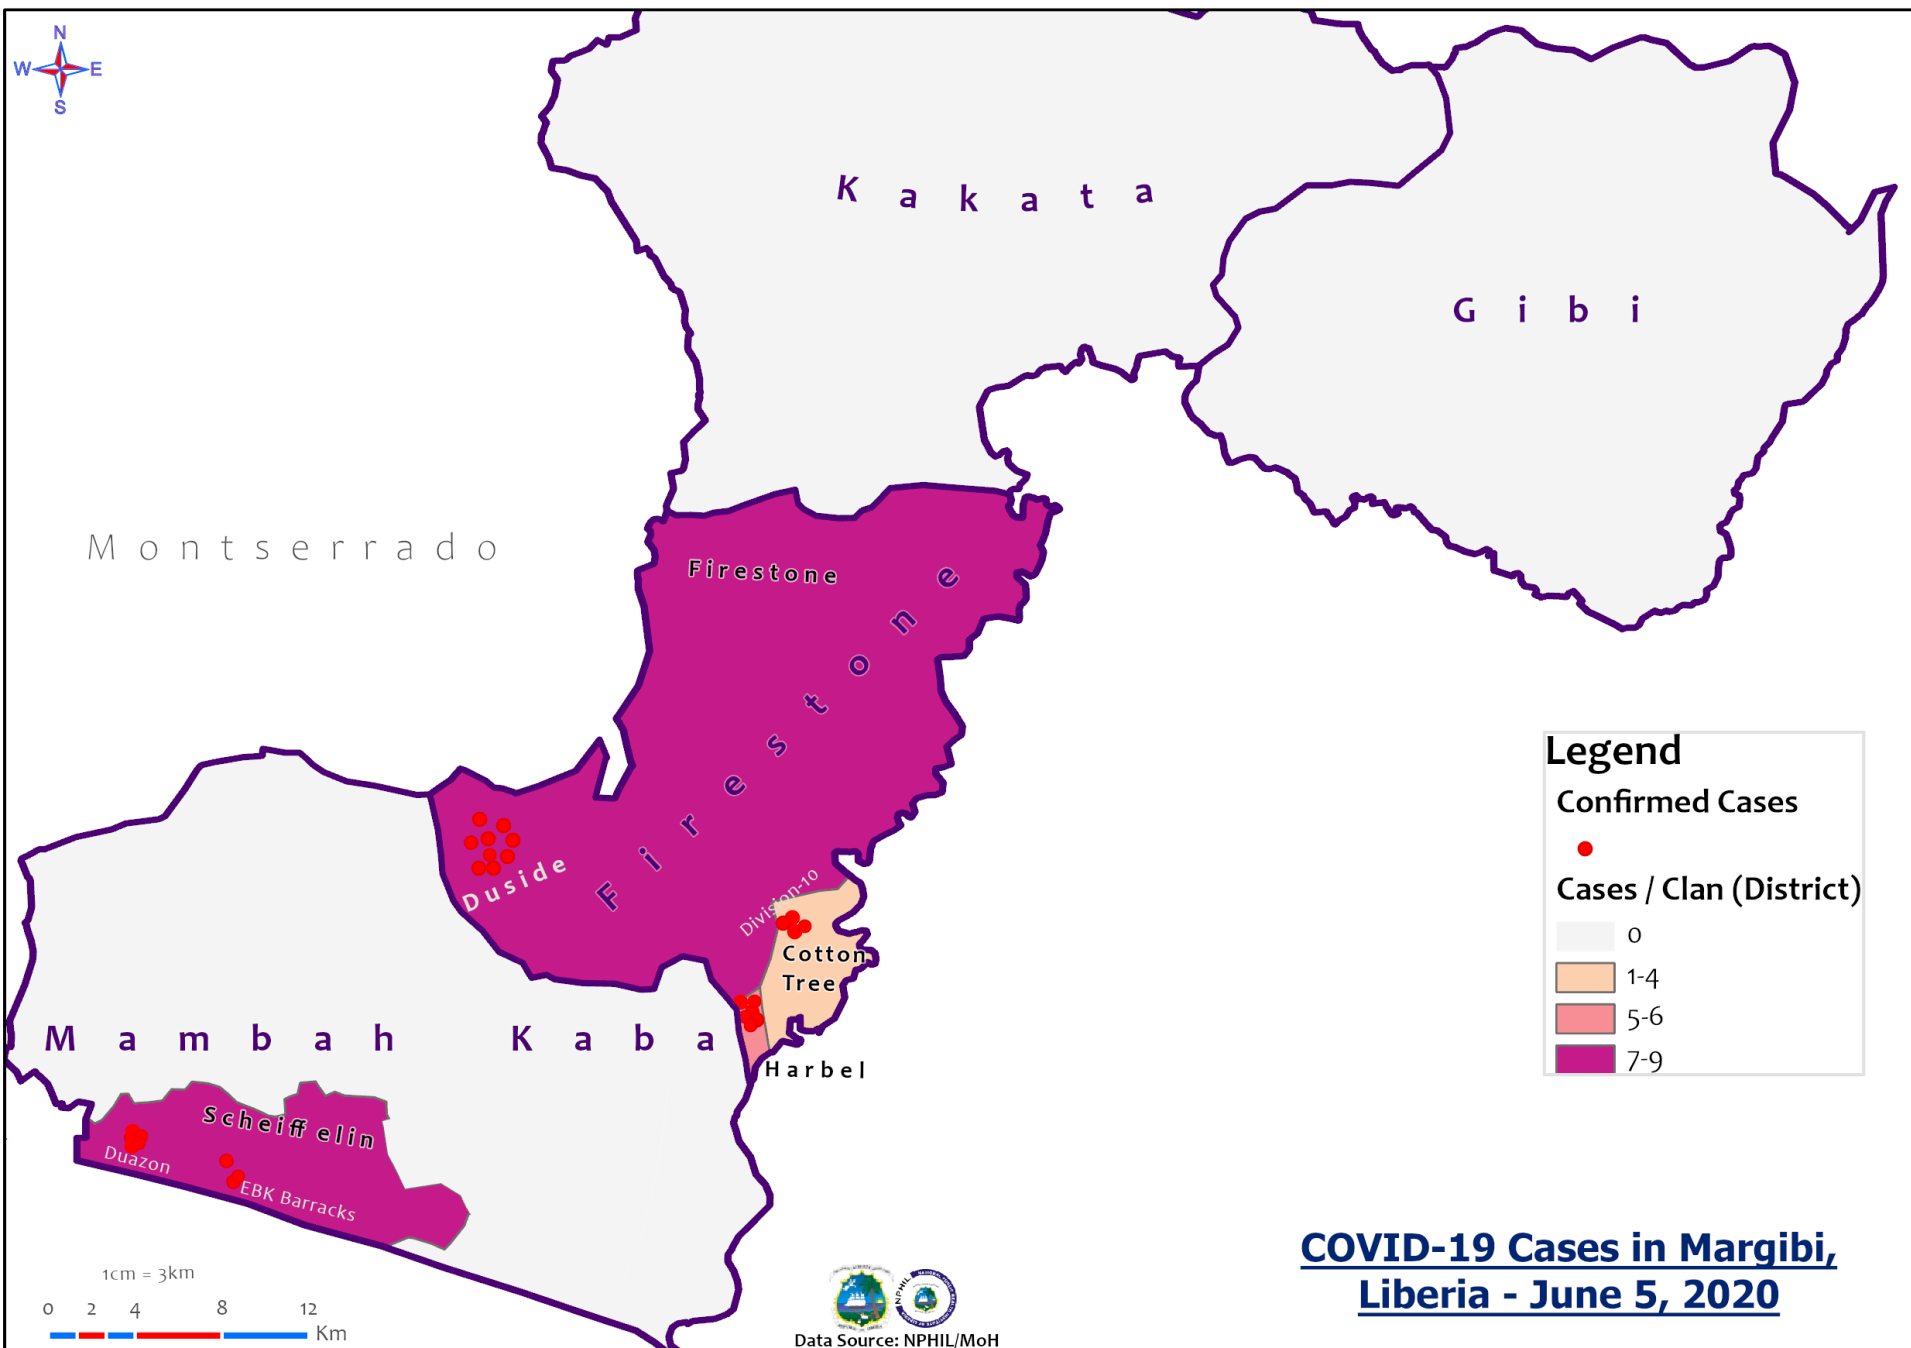 N
W E
S
Kakata
Gibi
Montserrado
Firestone
Firestone
Duside
Division-10
Cotton
Tree
Mambah Kaba
Harbel
Scheiffelin
Duazon
EBK Barracks
Legend
Confirmed Cases
Cases / Clan (District)
0
1-4
5-6
7-9
1cm = 3km
0 2 4 8 12
Km
NPHIL
Data Source: NPHIL/MoH
COVID-19 Cases in Margibi,
Liberia - June 5, 2020